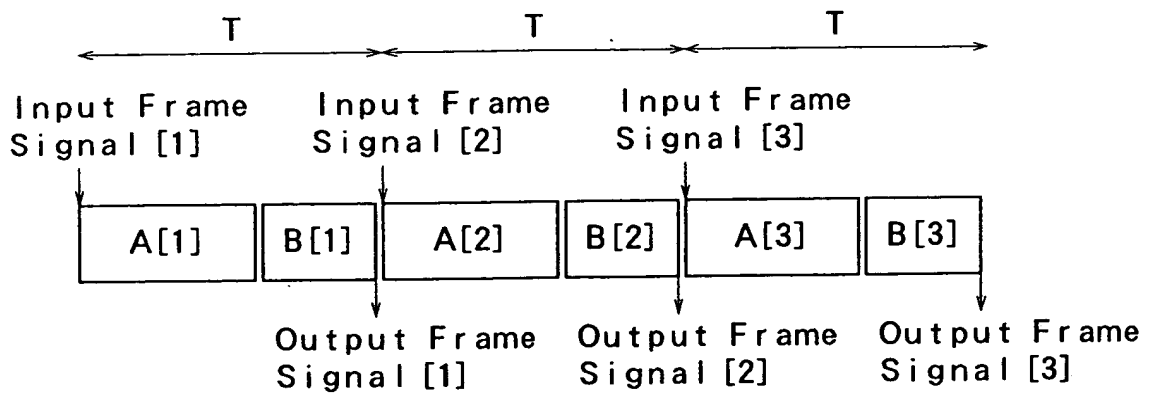 T T T
Input Frame
Signal [1]
Input Frame
Signal [2]
Input Frame
Signal [3]
A[1] B[1] A[2] B[2] A[3] B[3]
Output Frame
Signal [1]
Output Frame
Signal [2]
Output Frame
Signal [3]